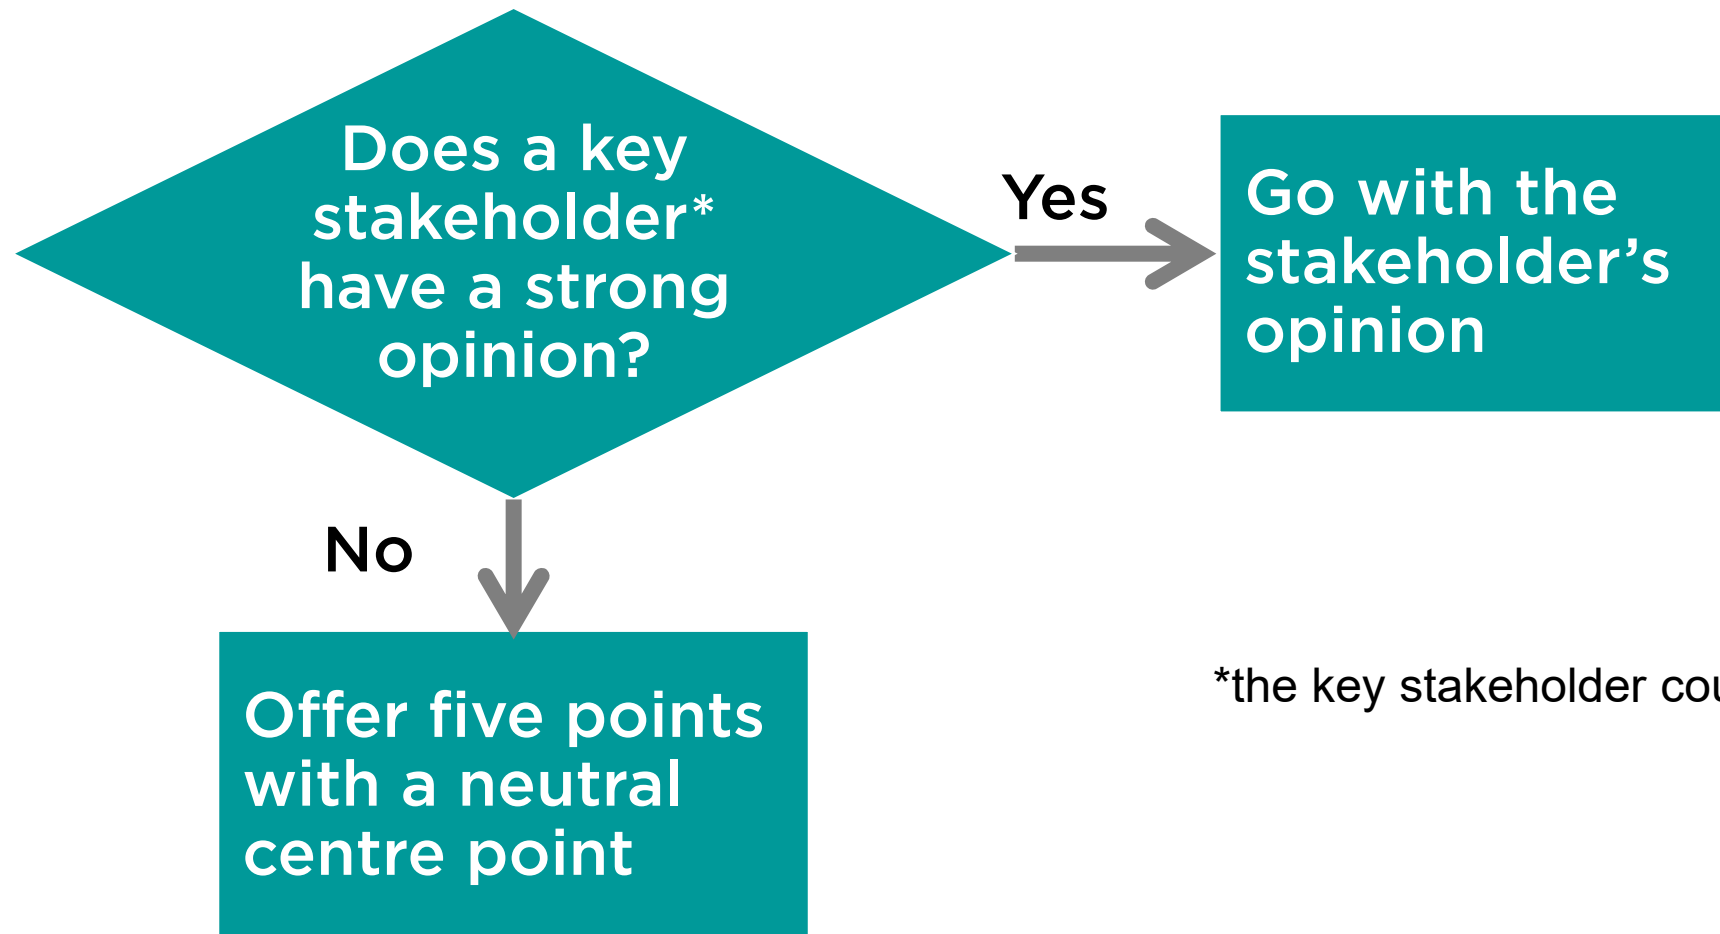 Does a key
stakeholder*
have a strong
opinion?
Yes
Go with the
stakeholder’s
opinion
No
Offer five points
with a neutral
centre point
*the key stakeholder